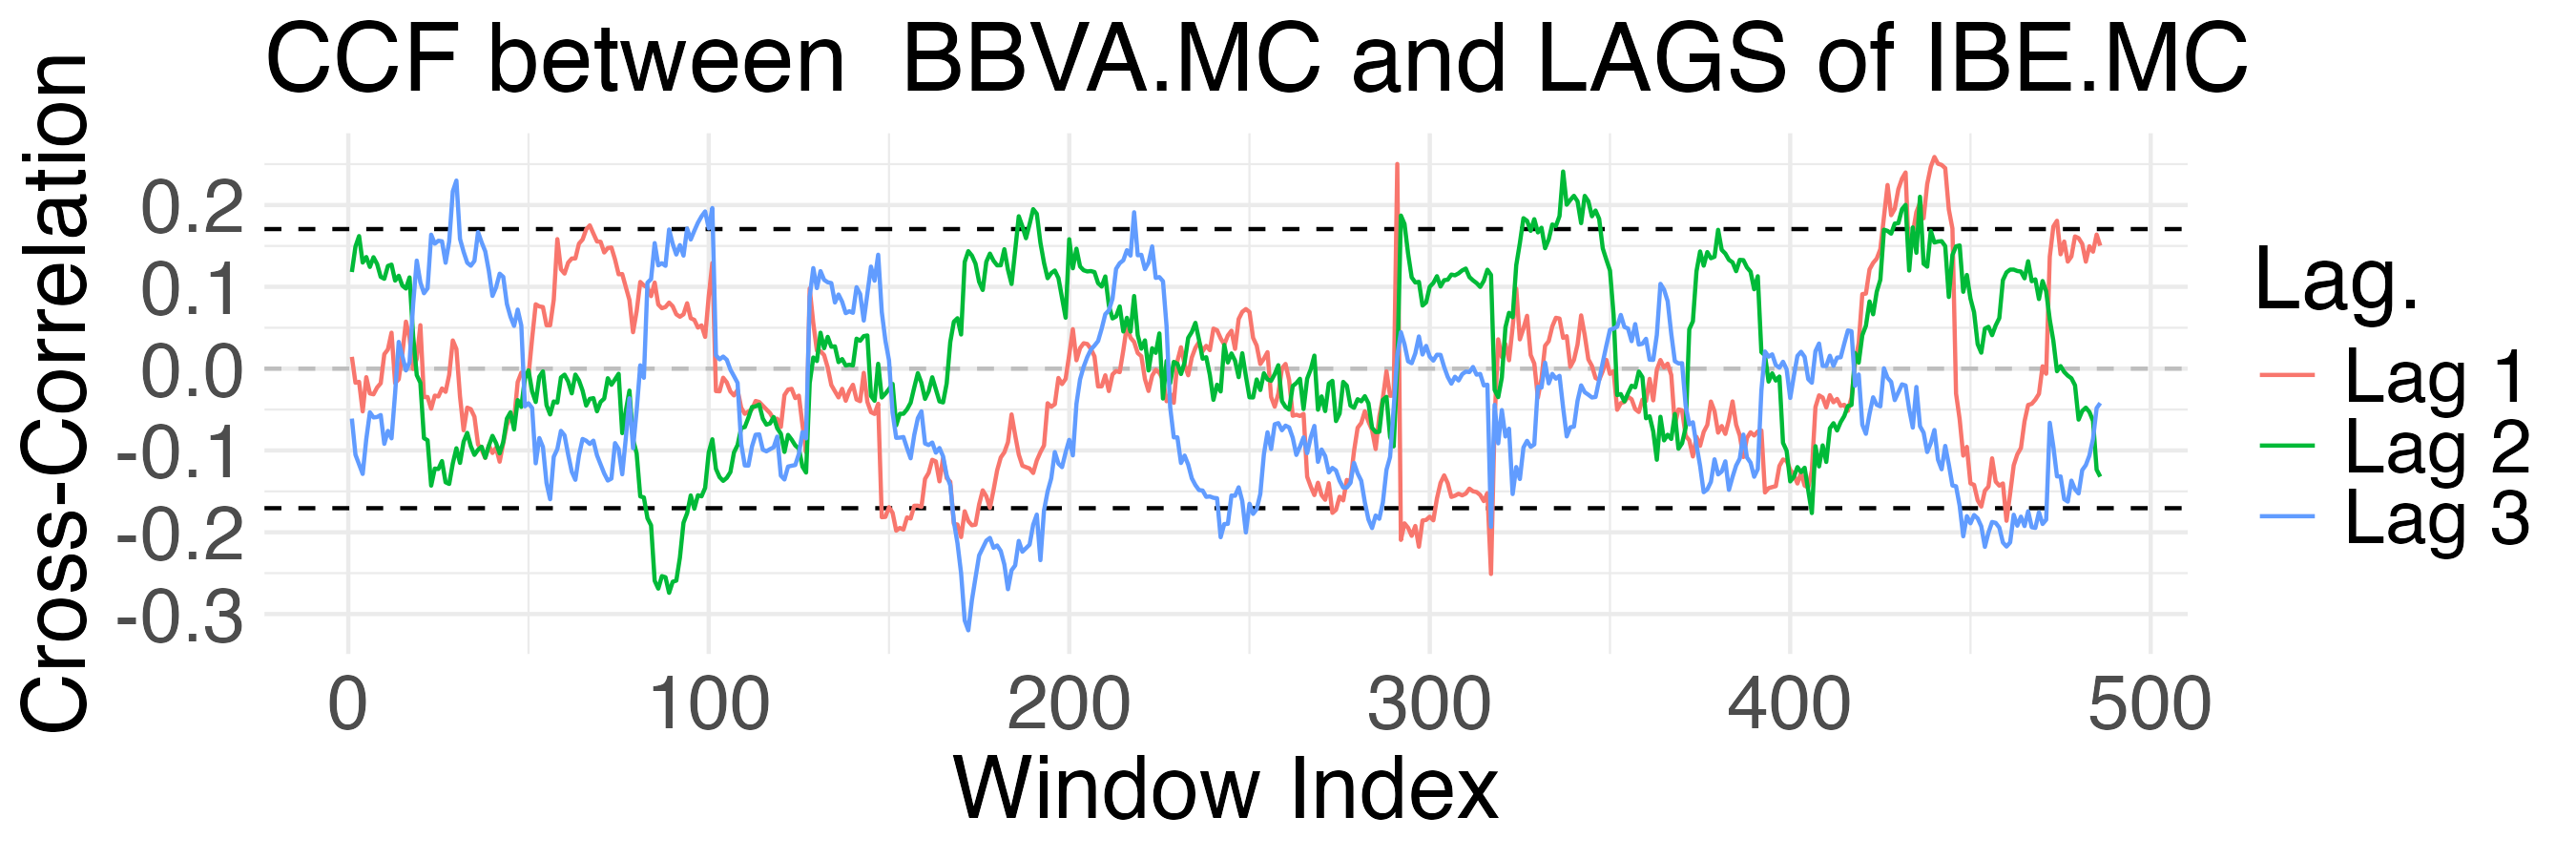 CCF between  BBVA.MC and LAGS of IBE.MC
Cross-Correlation
0.2
0.1
0.0
-0.1
-0.2
-0.3
0 100 200 300 400 500
Window Index
Lag.
Lag 1
Lag 2
Lag 3